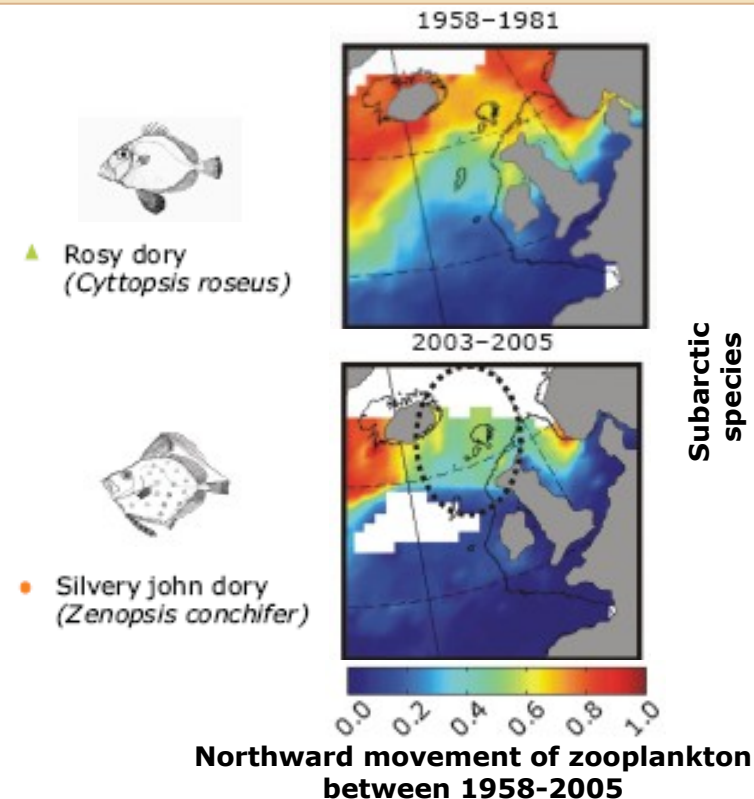 1958–1981
Rosy dory
(Cyttopsis roseus)
2003–2005
Subarctic
species
Silvery john dory
(Zenopsis conchifer)
0.0 0.2 0.4 0.6 0.8 1.0
Northward movement of zooplankton
between 1958-2005